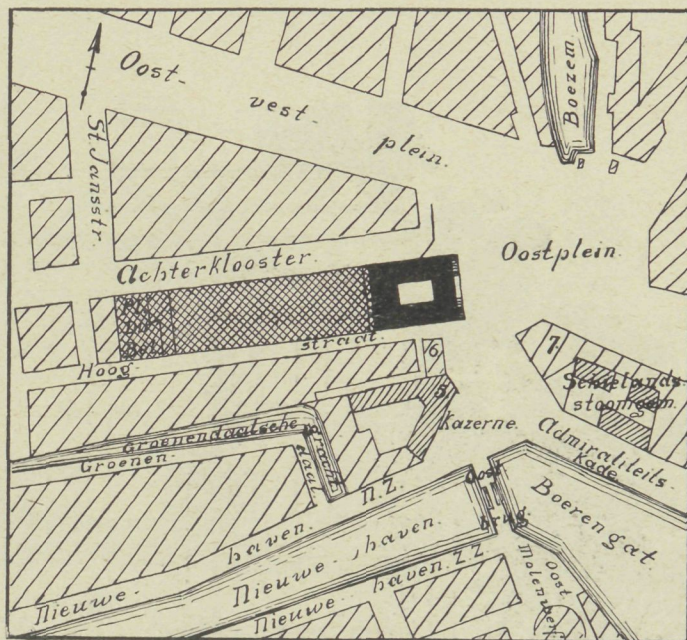 Oost-
vest-
plein.
Boezem.
St. Jansstr.
Achterklooster.
Oostplein.
straat.
Hoog-
6
5.
7.
Schielands-
stoomgem.
Kazerne.
Groenendaalsche
gracht
Groenen-
daal
Admiraliteits-
Kade.
N.Z.
haven.
Nieuwe-
Nieuwe haven.
Nieuwe haven. Z.Z.
Oost
brug.
Boerengat.
Oost.
Molenwerf